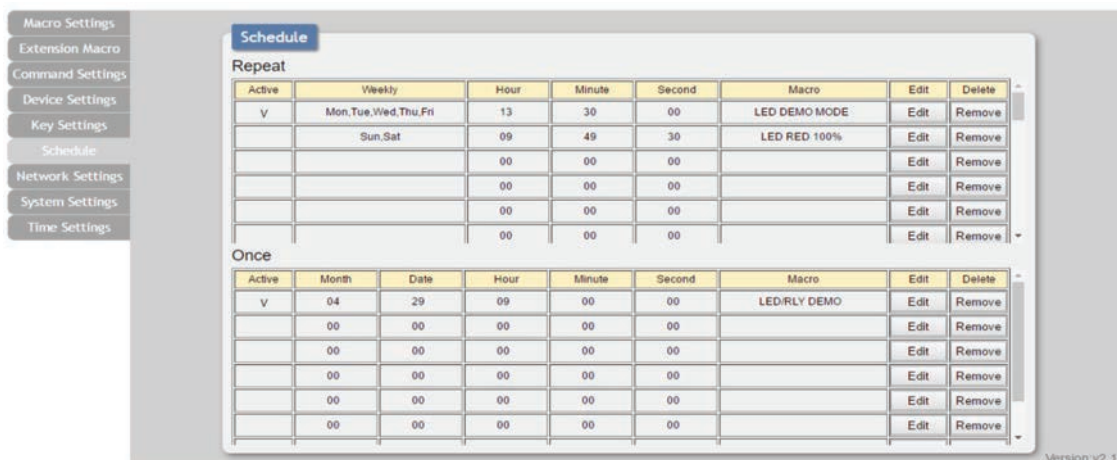 Macro Settings
Extension Macro
Command Settings
Device Settings
Key Settings
Schedule
Network Settings
System Settings
Time Settings
Schedule
Repeat
Active Weekly Hour Minute Second Macro Edit Delete
V Mon,Tue,Wed,Thu,Fri 13 30 00 LED DEMO MODE Edit Remove
Sun,Sat 09 49 30 LED RED 100% Edit Remove
00 00 00 Edit Remove
00 00 00 Edit Remove
00 00 00 Edit Remove
00 00 00 Edit Remove
Once
Active Month Date Hour Minute Second Macro Edit Delete
V 04 29 09 00 00 LED/RLY DEMO Edit Remove
00 00 00 00 00 Edit Remove
00 00 00 00 00 Edit Remove
00 00 00 00 00 Edit Remove
00 00 00 00 00 Edit Remove
00 00 00 00 00 Edit Remove